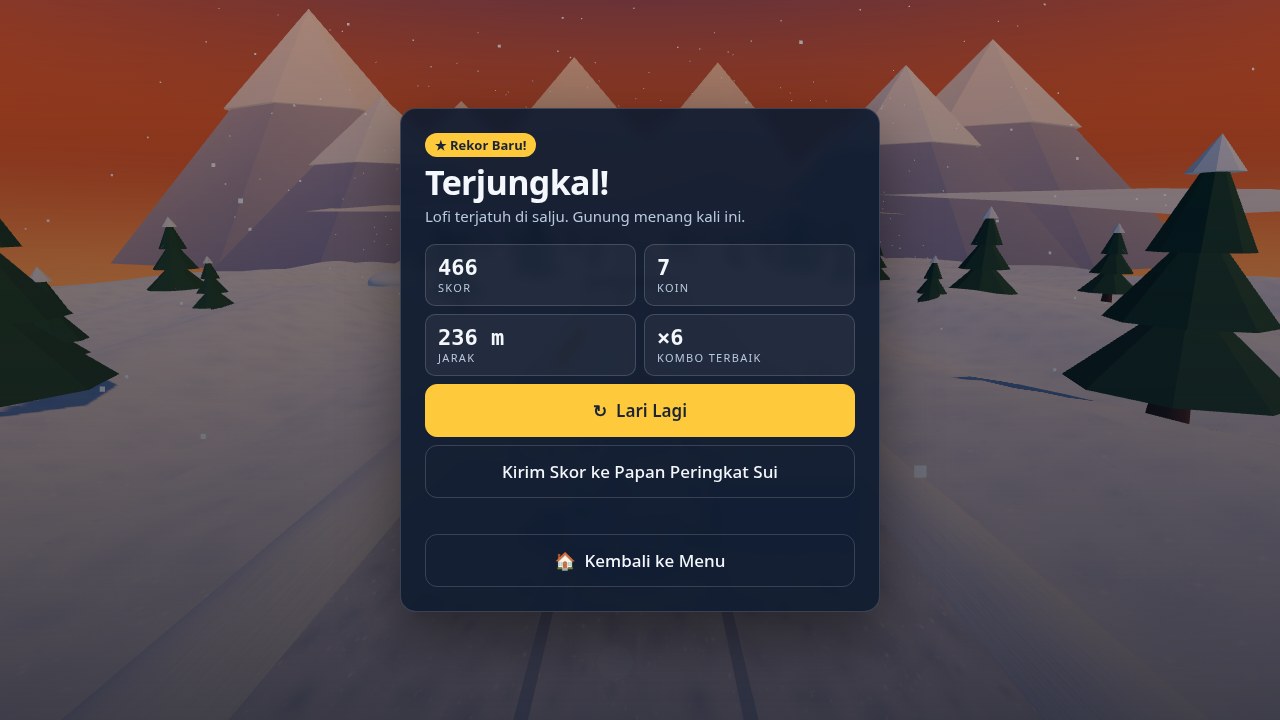 ★ Rekor Baru!
Terjungkal!
Lofi terjatuh di salju. Gunung menang kali ini.
466
SKOR
7
KOIN
236 m
JARAK
×6
KOMBO TERBAIK
↻ Lari Lagi
Kirim Skor ke Papan Peringkat Sui
🏠 Kembali ke Menu